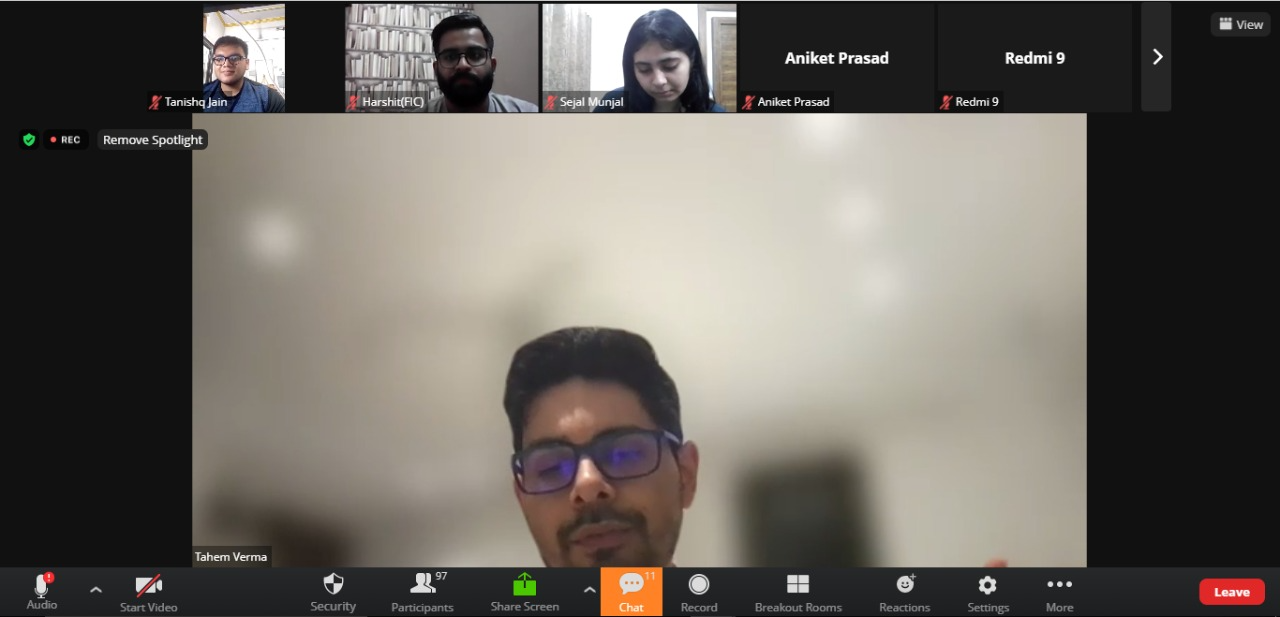 View
Aniket Prasad
Redmi 9
Tanishq Jain
Harshit(FIC)
Sejal Munjal
Aniket Prasad
Redmi 9
REC
Remove Spotlight
Tahem Verma
97
11
Audio
Start Video
Security
Participants
Share Screen
Chat
Record
Breakout Rooms
Reactions
Settings
More
Leave